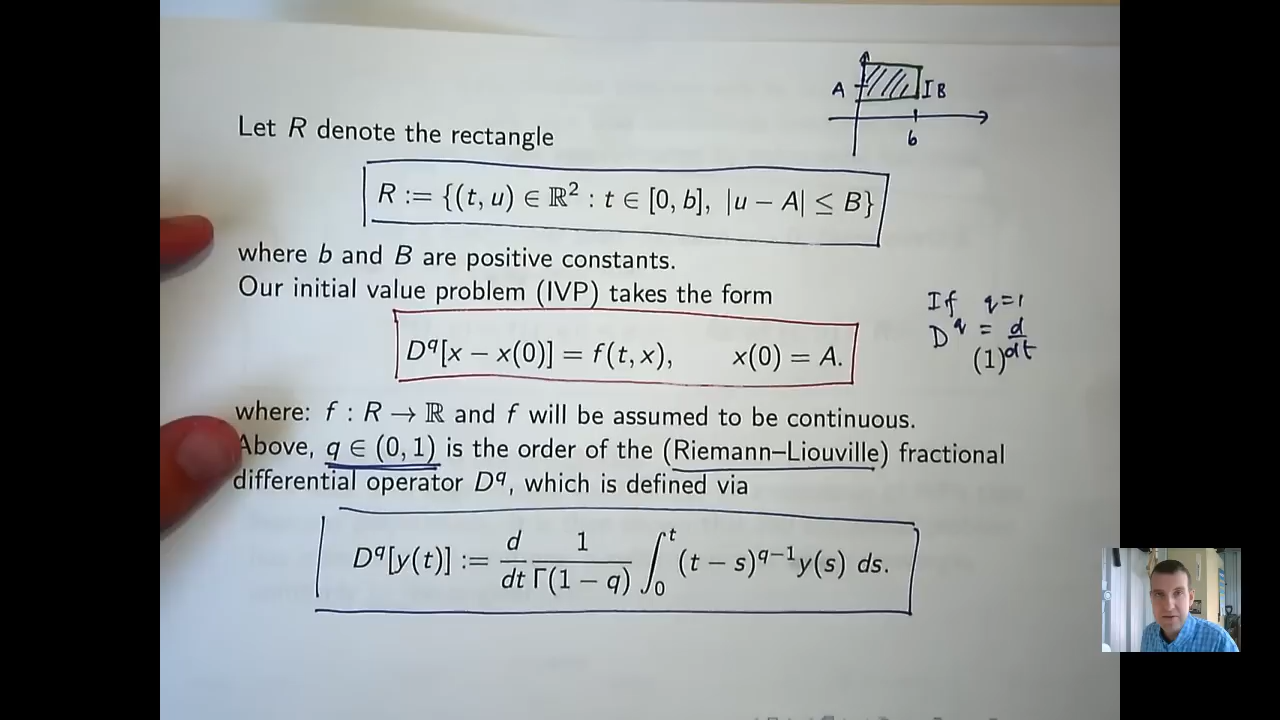 A B
b
Let R denote the rectangle
R := {(t, u) ∈ ℝ² : t ∈ [0, b], |u − A| ≤ B}
where b and B are positive constants.
Our initial value problem (IVP) takes the form
If q=1
D^q = d/dt
D^q[x − x(0)] = f(t, x), x(0) = A. (1)
where: f : R → ℝ and f will be assumed to be continuous.
Above, q ∈ (0, 1) is the order of the (Riemann–Liouville) fractional
differential operator D^q, which is defined via
D^q[y(t)] := d/dt 1/Γ(1 − q) ∫₀ᵗ (t − s)^{q−1} y(s) ds.